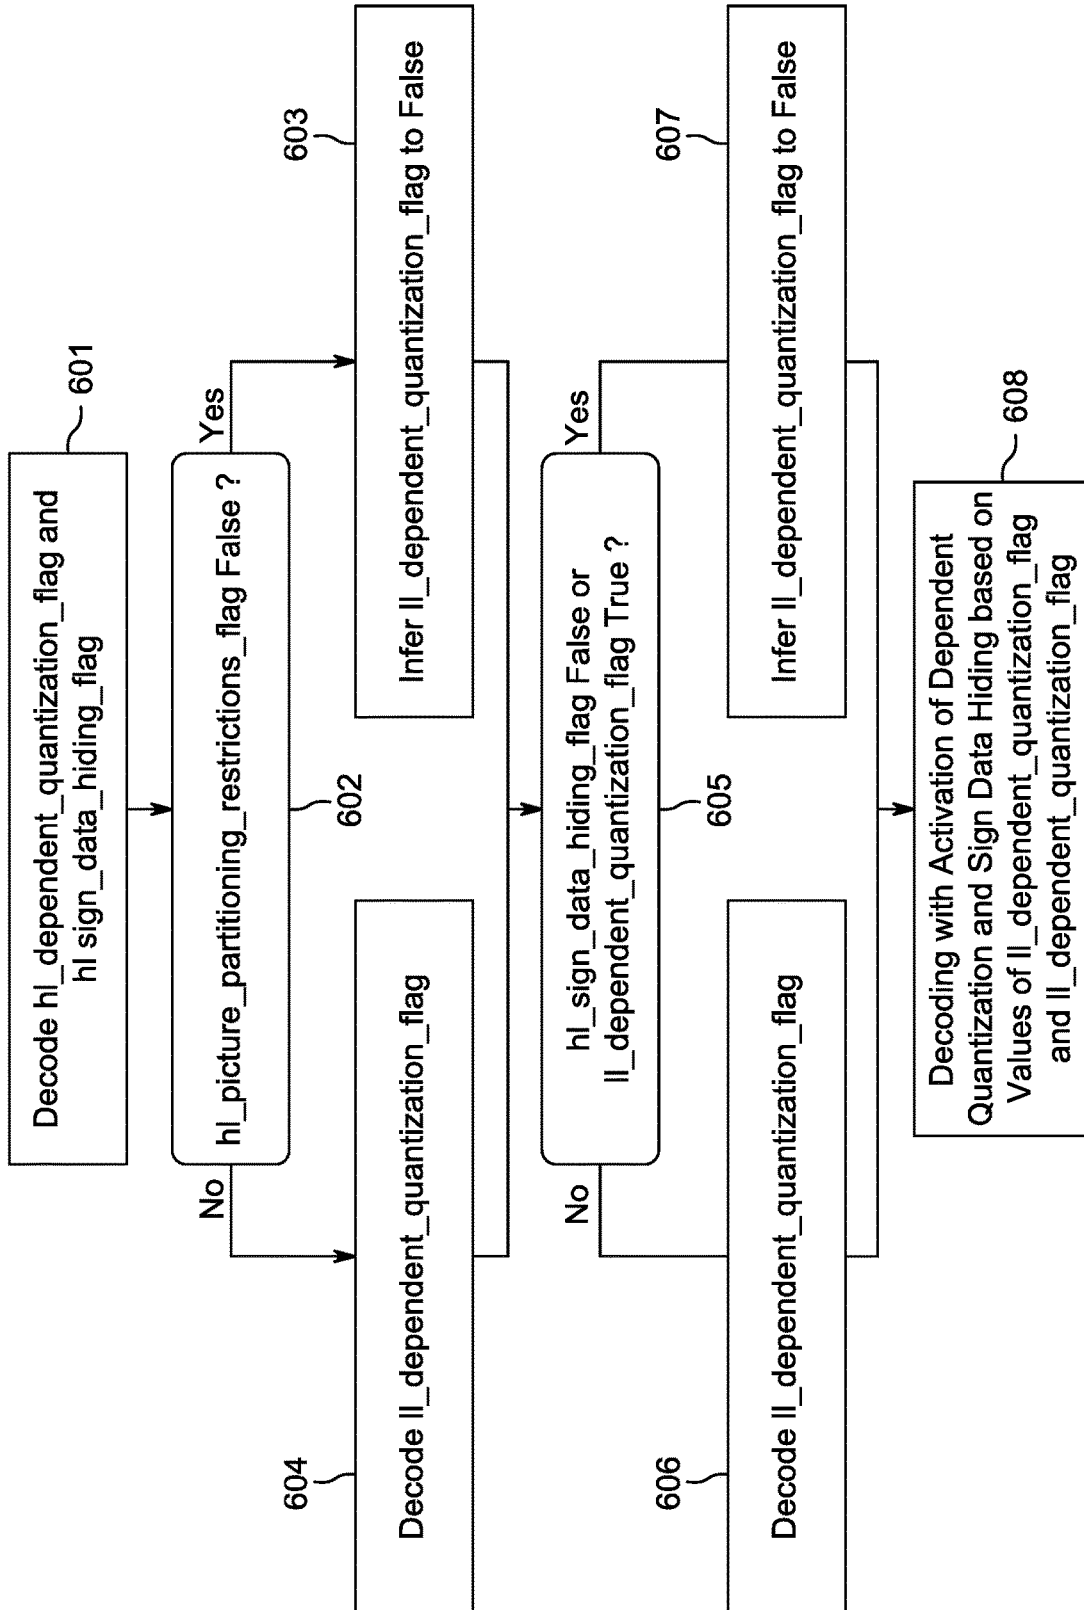 Decode hl_dependent_quantization_flag and
hl sign_data_hiding_flag
601
hl_picture_partitioning_restrictions_flag False ?
602
No
Yes
604
Decode ll_dependent_quantization_flag
603
Infer ll_dependent_quantization_flag to False
hl_sign_data_hiding_flag False or
ll_dependent_quantization_flag True ?
605
No
Yes
606
Decode ll_dependent_quantization_flag
607
Infer ll_dependent_quantization_flag to False
608
Decoding with Activation of Dependent
Quantization and Sign Data Hiding based on
Values of ll_dependent_quantization_flag
and ll_dependent_quantization_flag